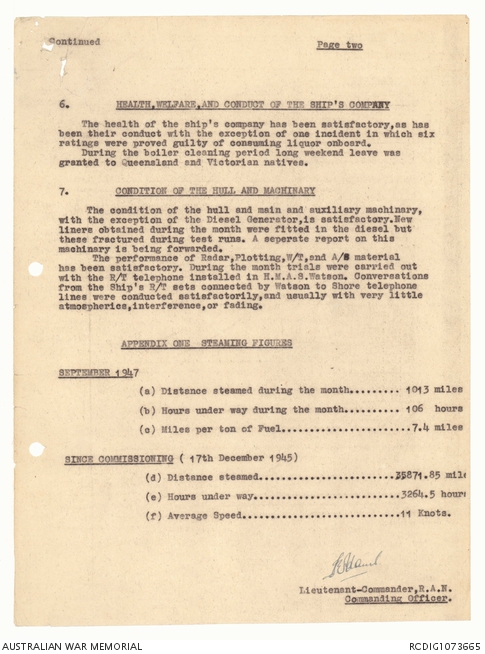 Continued
Page two
6. HEALTH,WELFARE,AND CONDUCT OF THE SHIP'S COMPANY
The health of the ship's company has been satisfactory,as has
been their conduct with the exception of one incident in which six
ratings were proved guilty of consuming liquor onboard.
During the boiler cleaning period long weekend leave was
granted to Queensland and Victorian natives.
7. CONDITION OF THE HULL AND MACHINARY
The condition of the hull and main and auxiliary machinary,
with the exception of the Diesel Generator,is satisfactory.New
liners obtained during the month were fitted in the diesel but
these fractured during test runs. A seperate report on this
machinary is being forwarded.
The performance of Radar,Plotting,W/T,and A/S material
has been satisfactory. During the month trials were carried out
with the R/T telephone installed in H.M.A.S.Watson. Conversations
from the Ship's R/T sets connected by Watson to Shore telephone
lines were conducted satisfactorily,and usually with very little
atmospherics,interference,or fading.
APPENDIX ONE STEAMING FIGURES
SEPTEMBER 1947
(a) Distance steamed during the month......... 1013 miles
(b) Hours under way during the month.......... 106 hours
(c) Miles per ton of Fuel......................7.4 miles
SINCE COMMISSIONING ( 17th December 1945)
(d) Distance steamed.........................35871.85 mile
(e) Hours under way..........................3264.5 hours
(f) Average Speed............................11 Knots.
Lieutenant-Commander,R.A.N.
Commanding Officer.
AUSTRALIAN WAR MEMORIAL
RCDIG1073665